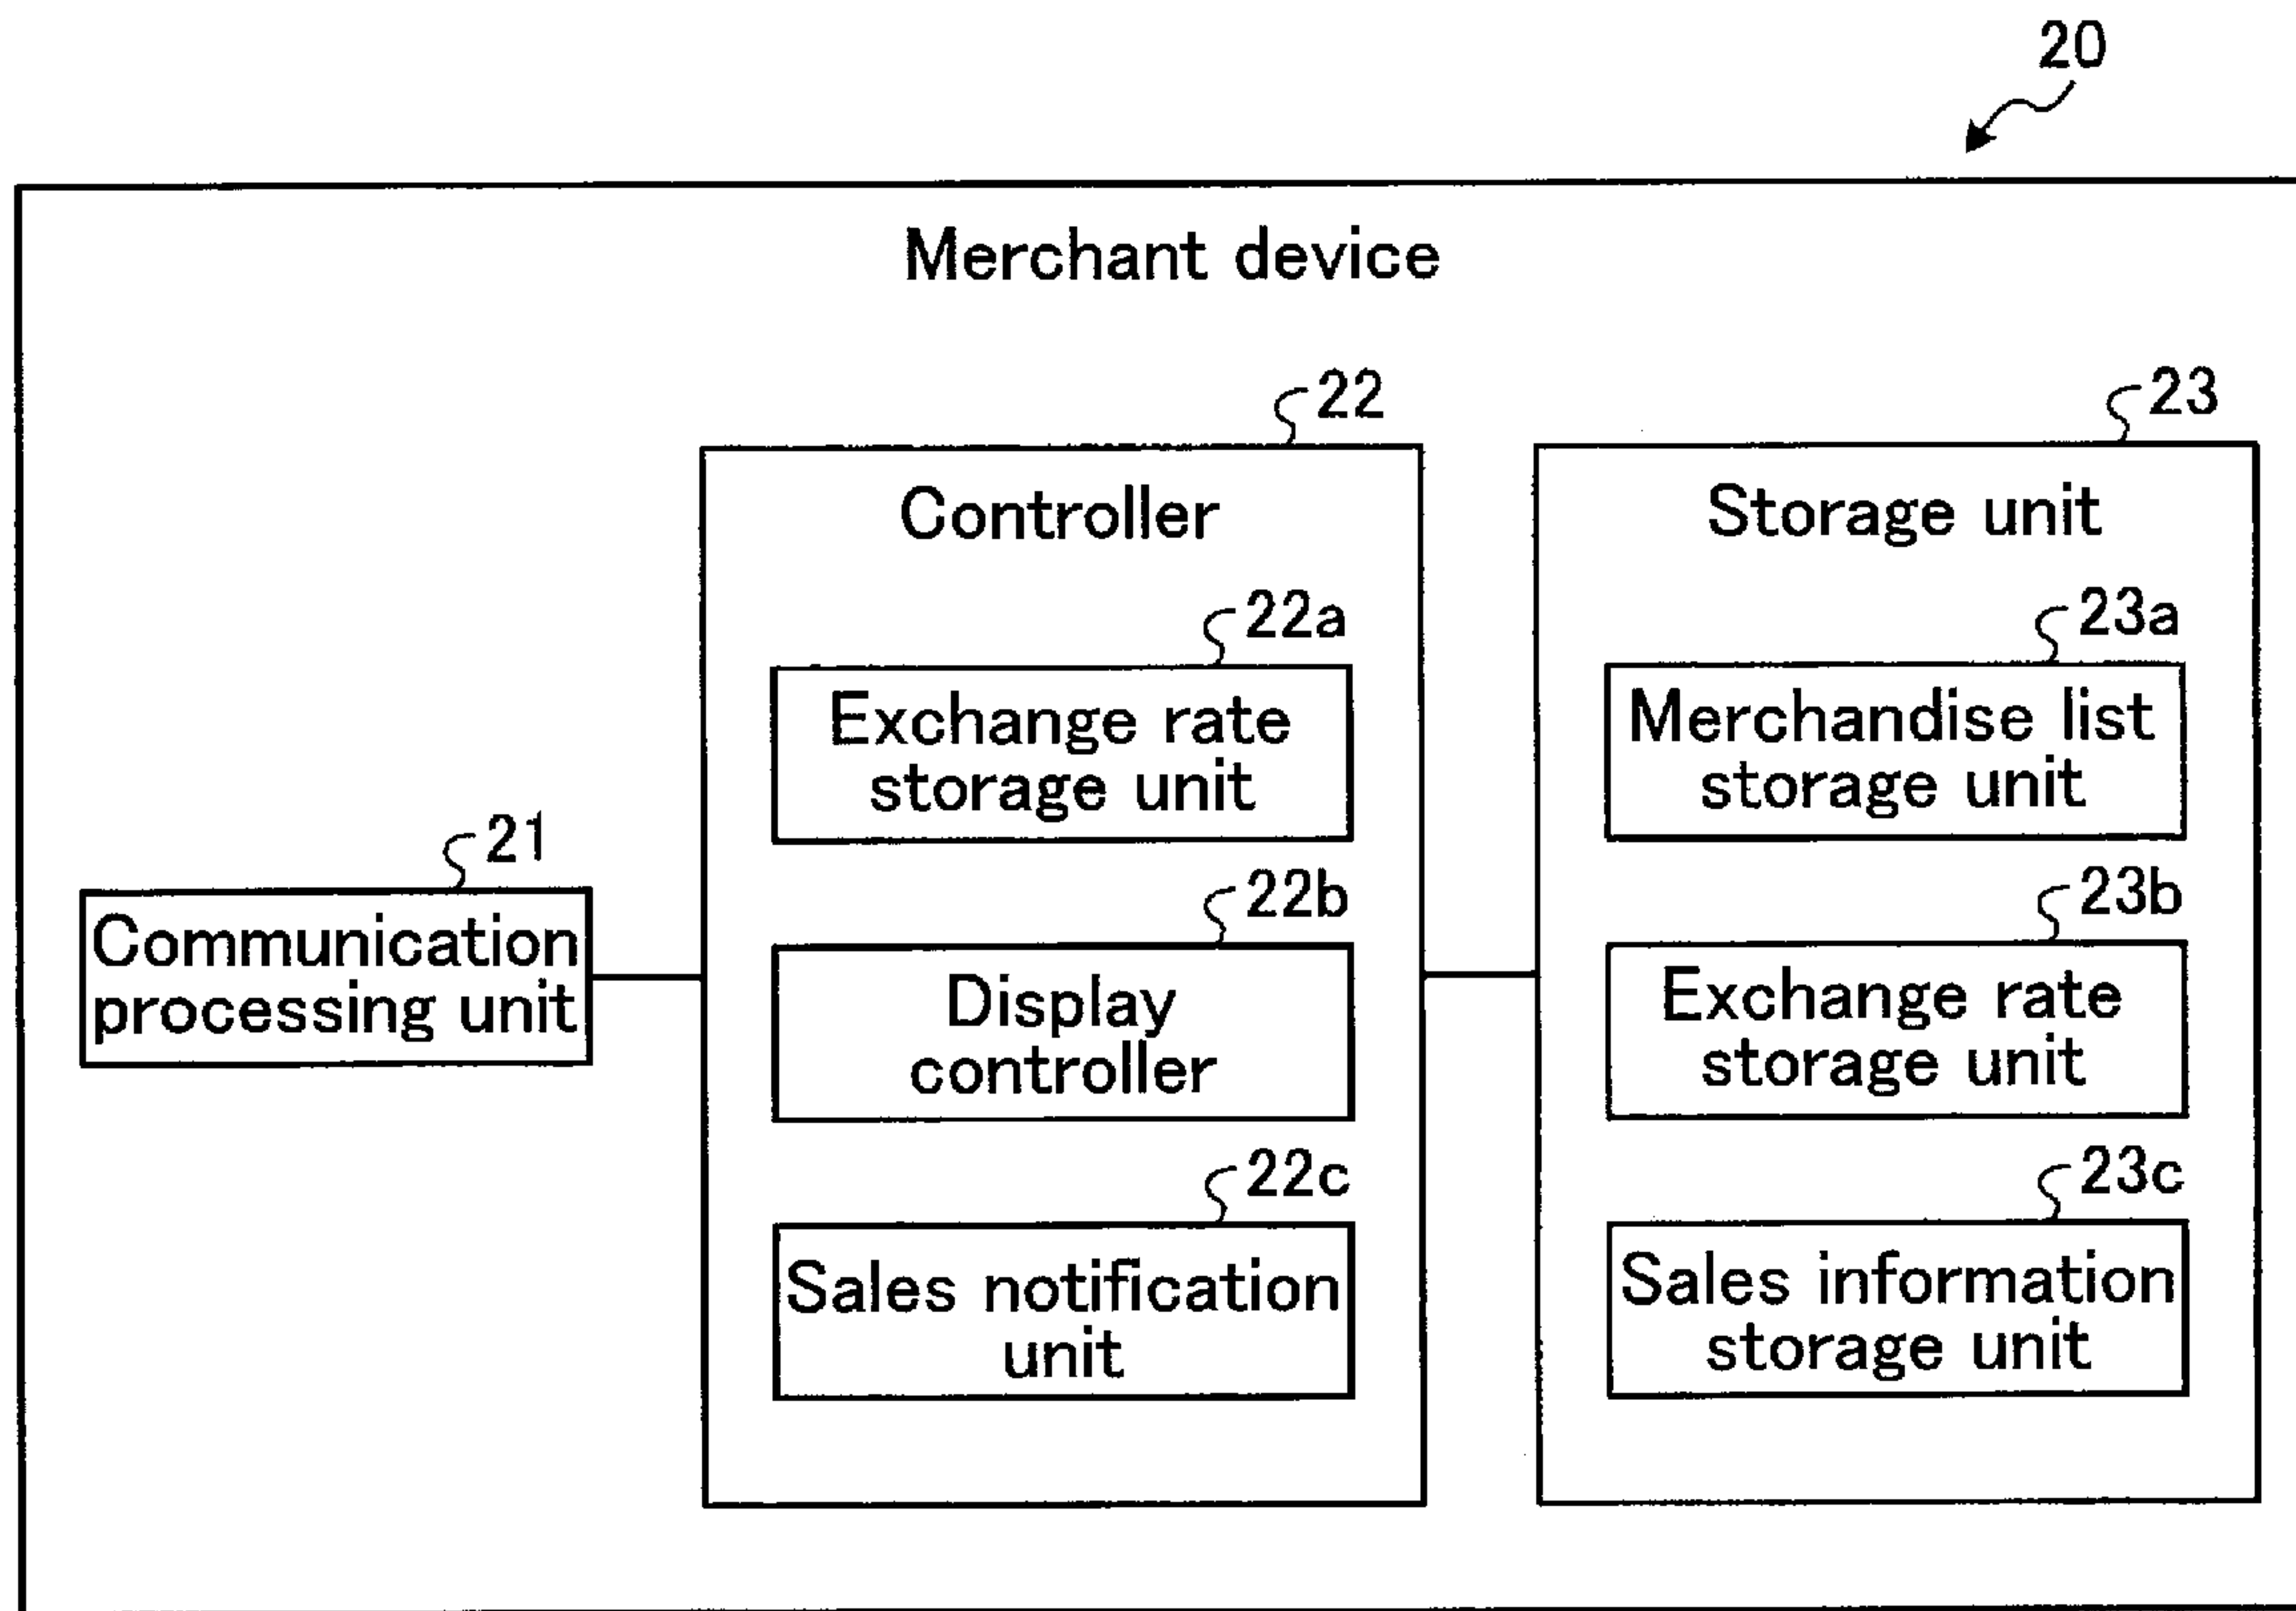 20
Merchant device
22
23
Controller
Storage unit
22a
23a
Exchange rate
storage unit
Merchandise list
storage unit
21
22b
23b
Communication
processing unit
Display
controller
Exchange rate
storage unit
22c
23c
Sales notification
unit
Sales information
storage unit